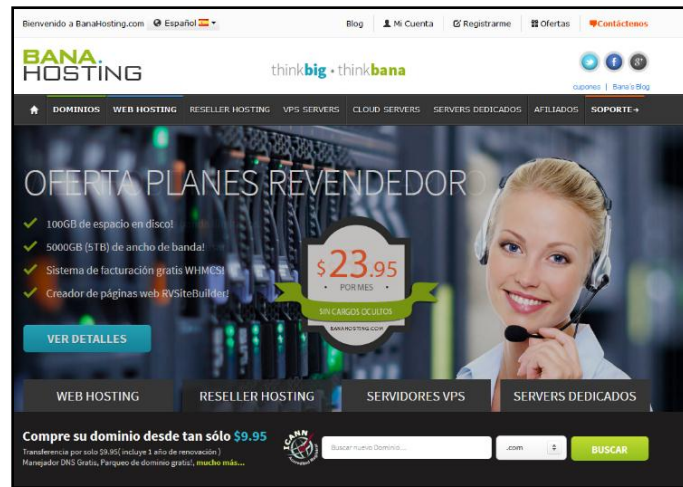 Bienvenido a BanaHosting.com Español
Blog Mi Cuenta Registrarme Ofertas Contáctenos
BANA.
HOSTING
thinkbig · thinkbana
cupones | Bana's Blog
DOMINIOS WEB HOSTING RESELLER HOSTING VPS SERVERS CLOUD SERVERS SERVERS DEDICADOS AFILIADOS SOPORTE
OFERTA PLANES REVENDEDOR
100GB de espacio en disco!
5000GB (5TB) de ancho de banda!
Sistema de facturación gratis WHMCS!
Creador de páginas web RVSiteBuilder!
$23.95
POR MES
SIN CARGOS OCULTOS
BANAHOSTING.COM
VER DETALLES
WEB HOSTING RESELLER HOSTING SERVIDORES VPS SERVERS DEDICADOS
Compre su dominio desde tan sólo $9.95
Transferencia por solo $9.95( incluye 1 año de renovación )
Manejador DNS Gratis, Parqueo de dominio gratis!, mucho más...
ICANN
Buscar nuevo Dominio... .com BUSCAR